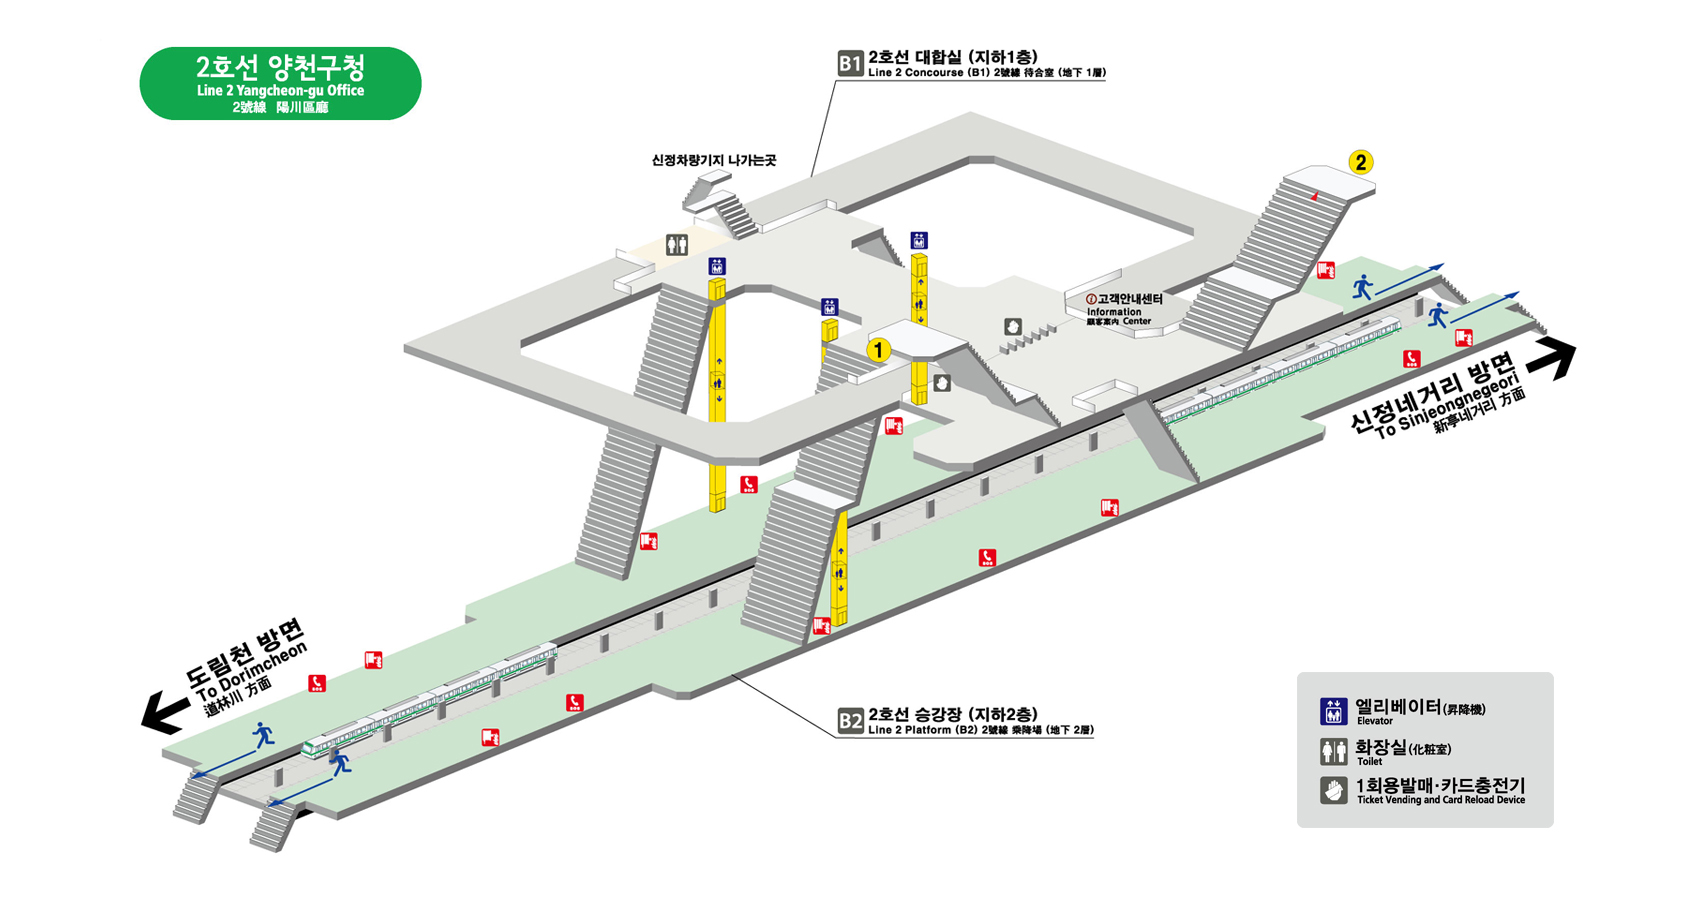 2호선 양천구청
Line 2 Yangcheon-gu Office
2號線 陽川區廳
B1
2호선 대합실 (지하1층)
Line 2 Concourse (B1) 2號線 待合室 (地下 1層)
신정차량기지 나가는곳
2
1
i 고객안내센터
Information
顧客案內 Center
신정네거리 방면
To Sinjeongnegeori
新亭네거리 方面
도림천 방면
To Dorimcheon
道林川 方面
B2
2호선 승강장 (지하2층)
Line 2 Platform (B2) 2號線 乘降場 (地下 2層)
엘리베이터(昇降機)
Elevator
화장실(化粧室)
Toilet
1회용발매·카드충전기
Ticket Vending and Card Reload Device